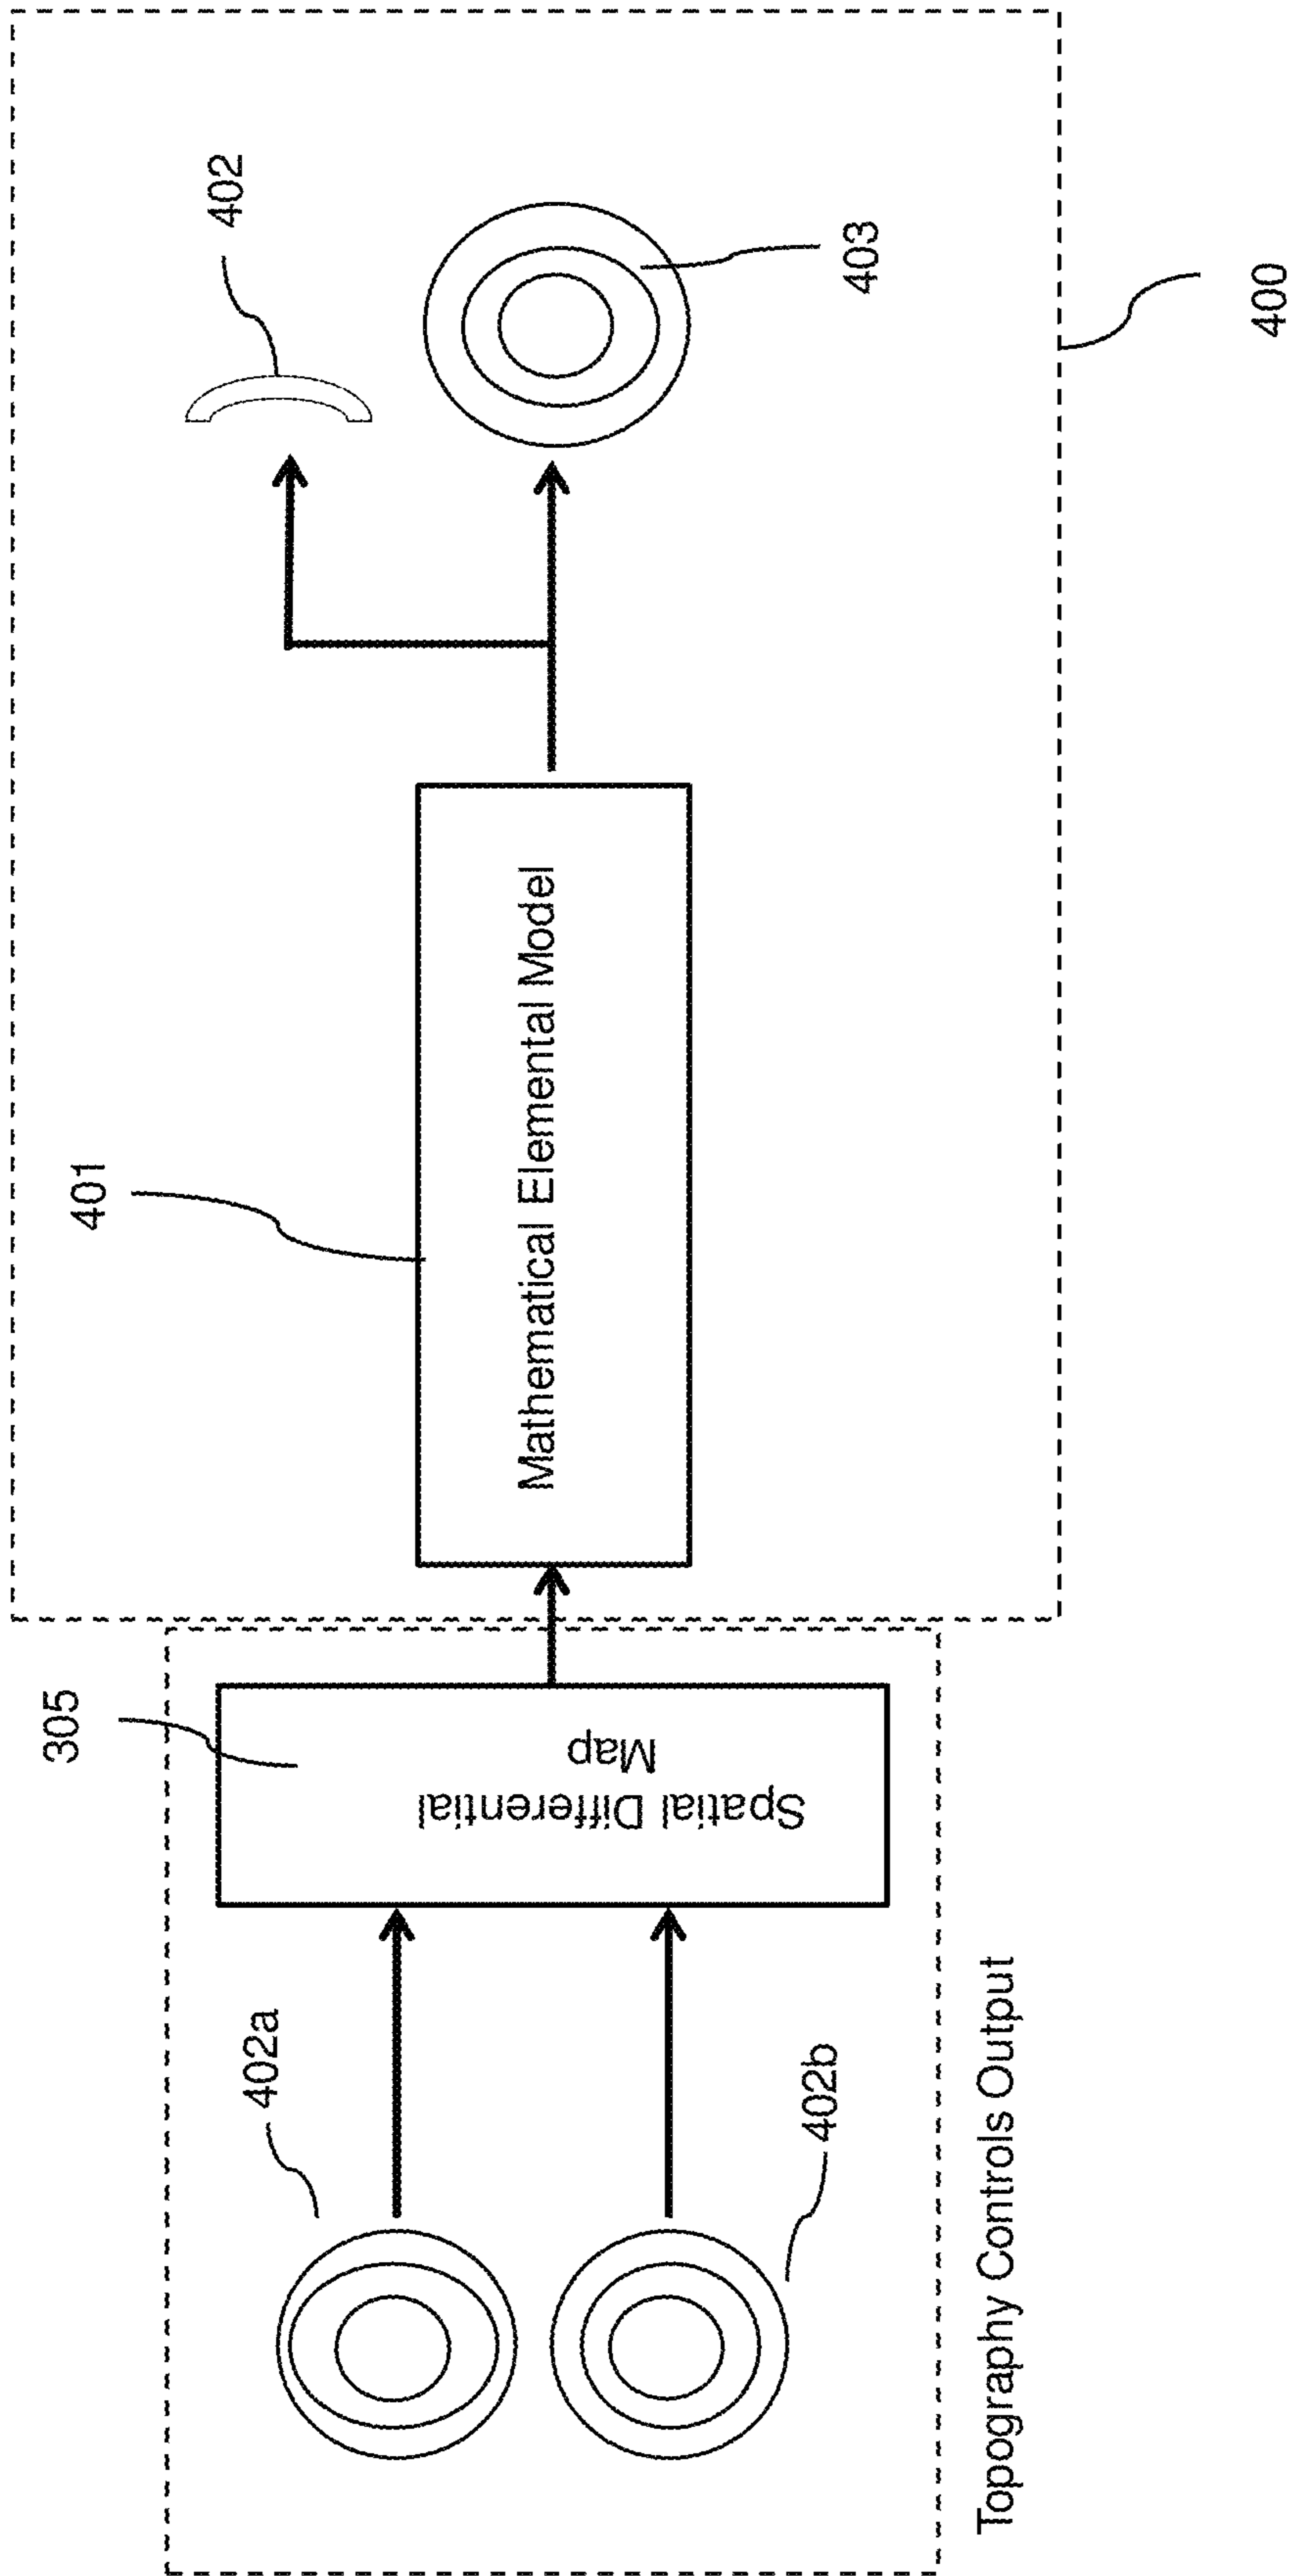 402a
402b
305
Spatial Differential
Map
Topography Controls Output
401
Mathematical Elemental Model
402
403
400